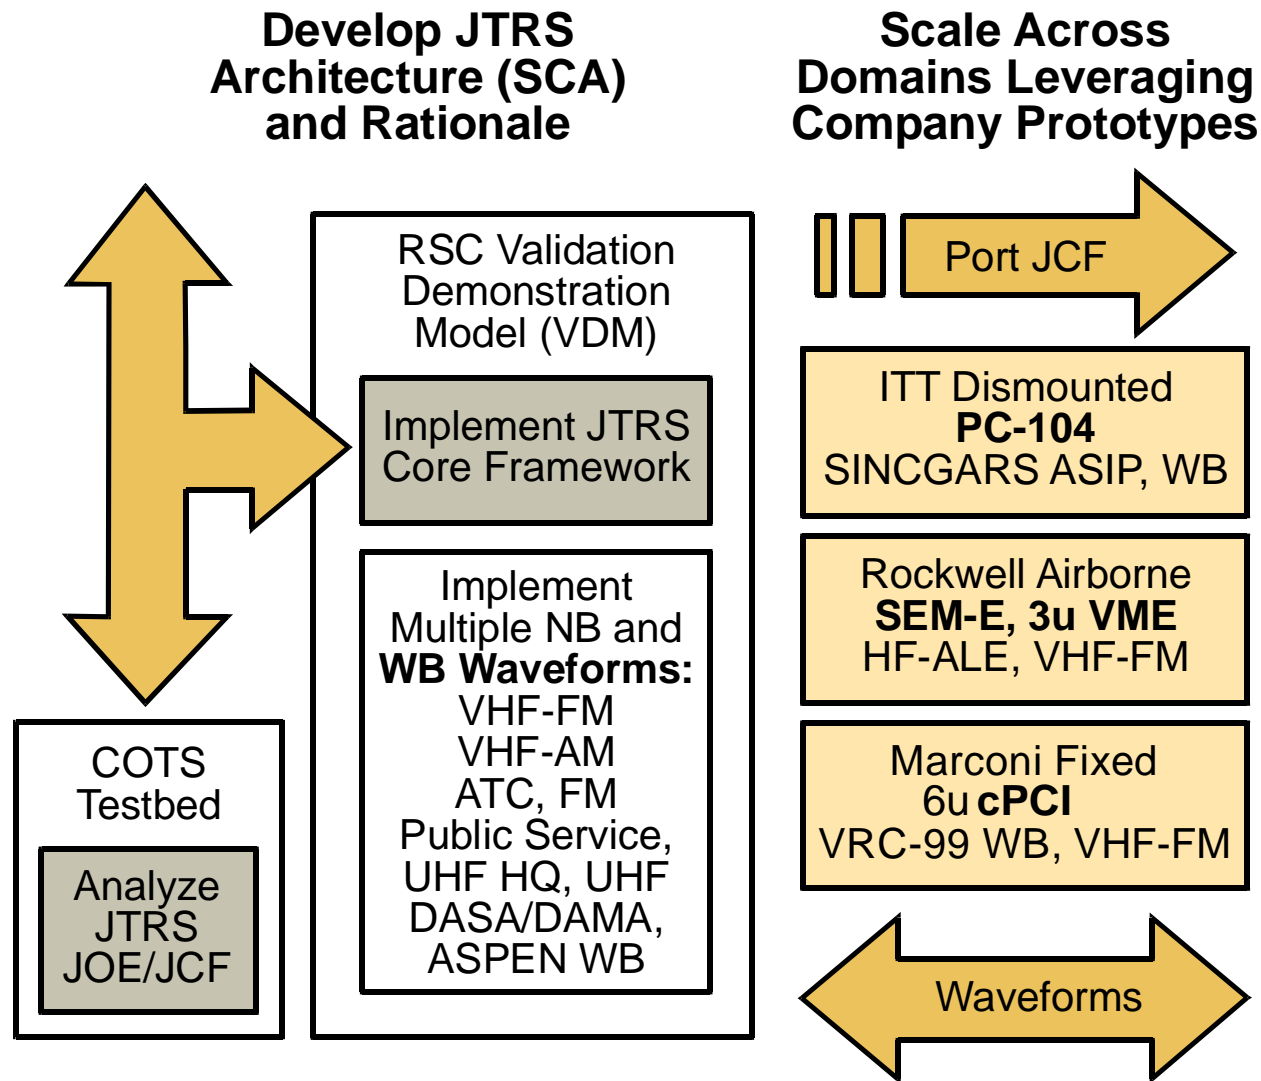 Develop JTRS
Architecture (SCA)
and Rationale
Scale Across
Domains Leveraging
Company Prototypes
RSC Validation
Demonstration
Model (VDM)
Implement JTRS
Core Framework
Implement
Multiple NB and
WB Waveforms:
VHF-FM
VHF-AM
ATC, FM
Public Service,
UHF HQ, UHF
DASA/DAMA,
ASPEN WB
COTS
Testbed
Analyze
JTRS
JOE/JCF
Port JCF
ITT Dismounted
PC-104
SINCGARS ASIP, WB
Rockwell Airborne
SEM-E, 3u VME
HF-ALE, VHF-FM
Marconi Fixed
6u cPCI
VRC-99 WB, VHF-FM
Waveforms